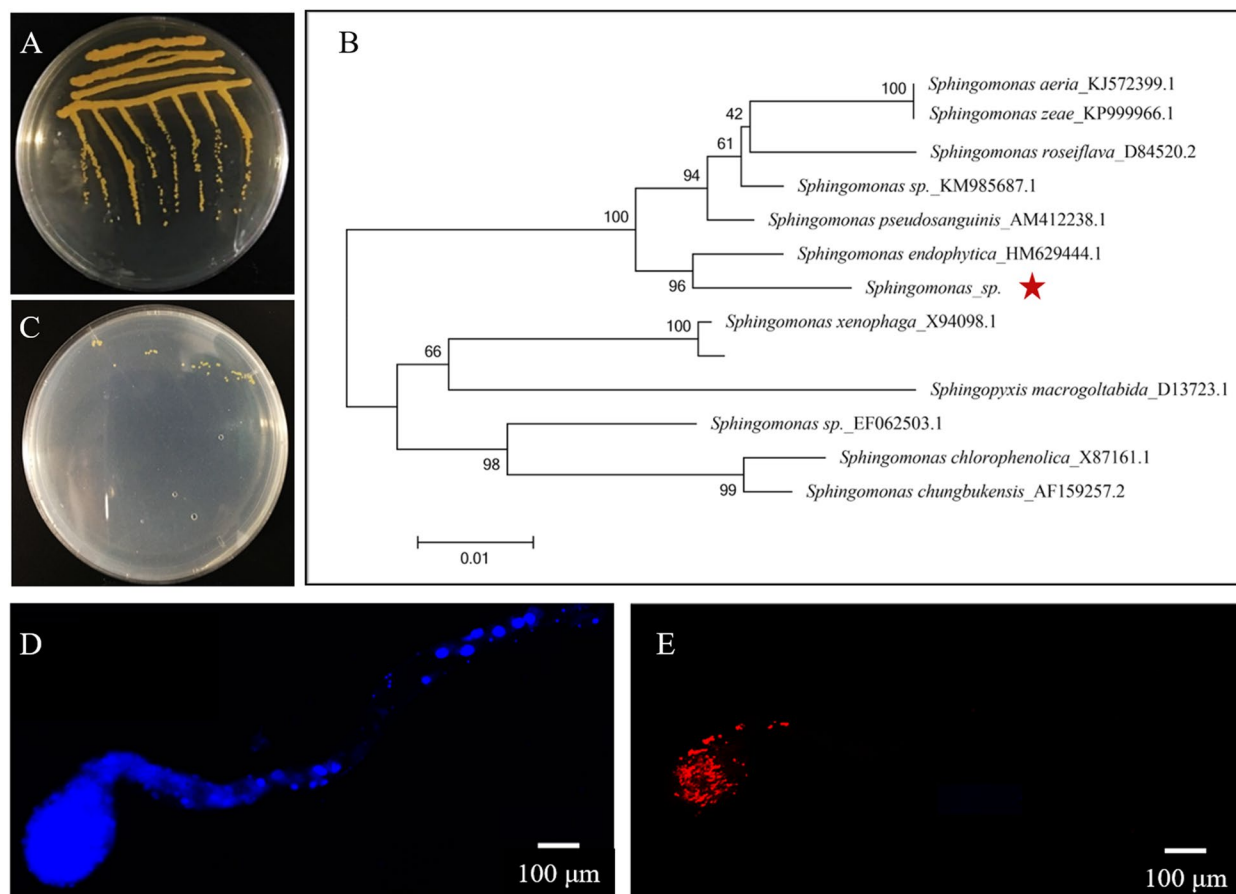 A
B
Sphingomonas aeria_KJ572399.1
100
Sphingomonas zeae_KP999966.1
42
Sphingomonas roseiflava_D84520.2
61
Sphingomonas sp._KM985687.1
94
Sphingomonas pseudosanguinis_AM412238.1
100
Sphingomonas endophytica_HM629444.1
96
Sphingomonas_sp.
C
Sphingomonas xenophaga_X94098.1
100
66
Sphingopyxis macrogoltabida_D13723.1
Sphingomonas sp._EF062503.1
98
Sphingomonas chlorophenolica_X87161.1
99
Sphingomonas chungbukensis_AF159257.2
0.01
D
100 μm
E
100 μm